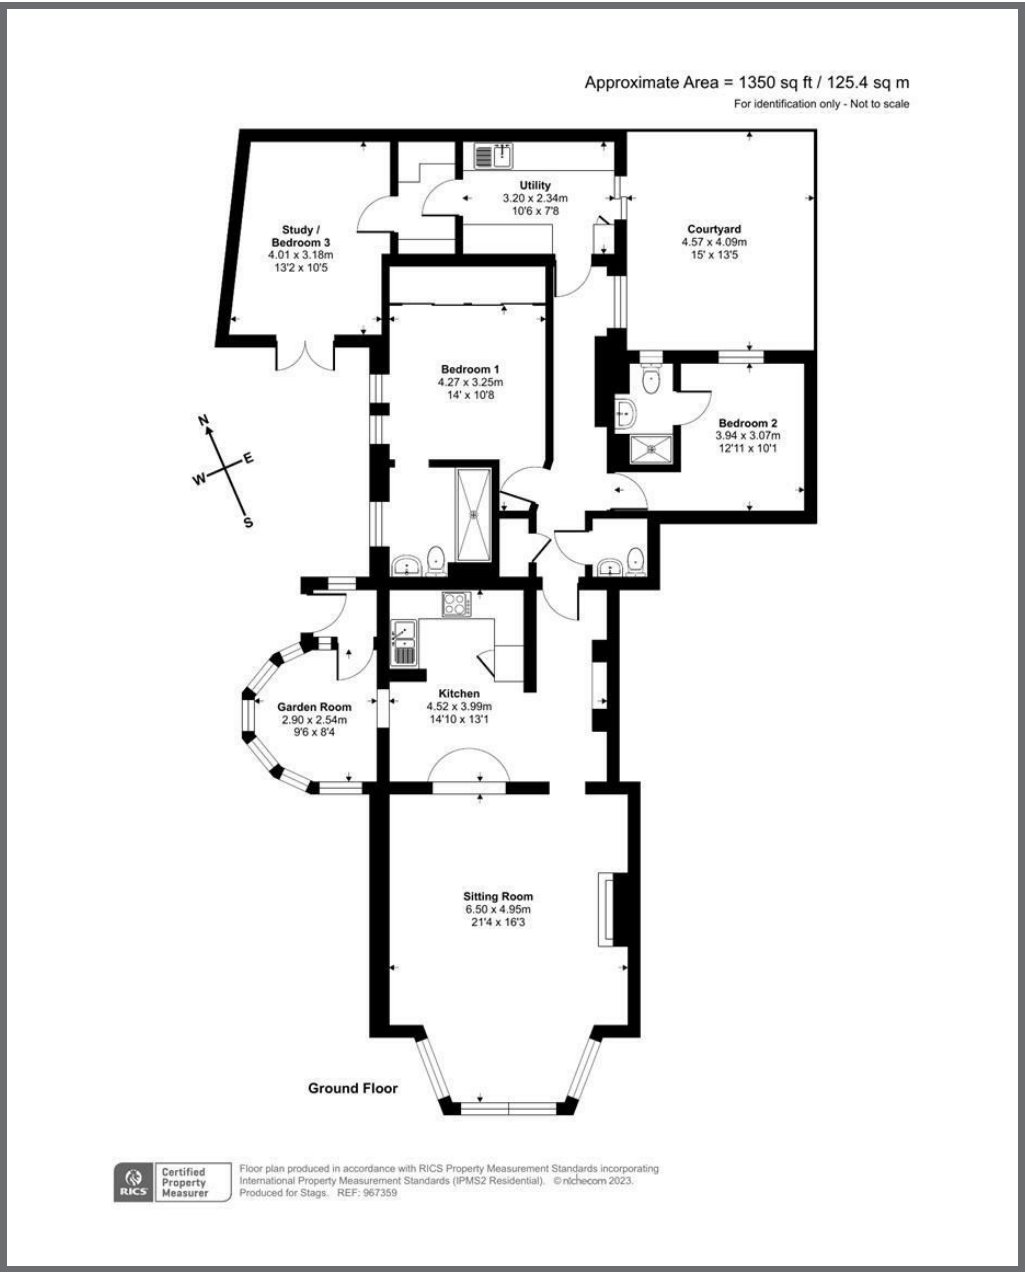 Approximate Area = 1350 sq ft / 125.4 sq m
For identification only - Not to scale
Utility
3.20 x 2.34m
10'6 x 7'8
Study /
Bedroom 3
4.01 x 3.18m
13'2 x 10'5
Courtyard
4.57 x 4.09m
15' x 13'5
Bedroom 1
4.27 x 3.25m
14' x 10'8
Bedroom 2
3.94 x 3.07m
12'11 x 10'1
N
E
W
S
Kitchen
4.52 x 3.99m
14'10 x 13'1
Garden Room
2.90 x 2.54m
9'6 x 8'4
Sitting Room
6.50 x 4.95m
21'4 x 16'3
Ground Floor
RICS
Certified
Property
Measurer
Floor plan produced in accordance with RICS Property Measurement Standards incorporating
International Property Measurement Standards (IPMS2 Residential). ©nichecom 2023.
Produced for Stags. REF: 967359